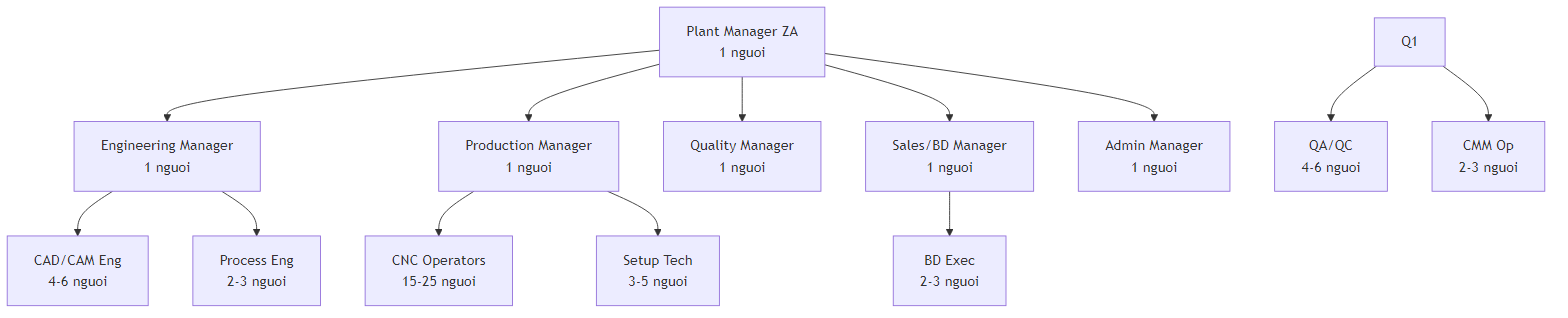 Plant Manager ZA
1 nguoi
Q1
Engineering Manager
1 nguoi
Production Manager
1 nguoi
Quality Manager
1 nguoi
Sales/BD Manager
1 nguoi
Admin Manager
1 nguoi
QA/QC
4-6 nguoi
CMM Op
2-3 nguoi
CAD/CAM Eng
4-6 nguoi
Process Eng
2-3 nguoi
CNC Operators
15-25 nguoi
Setup Tech
3-5 nguoi
BD Exec
2-3 nguoi